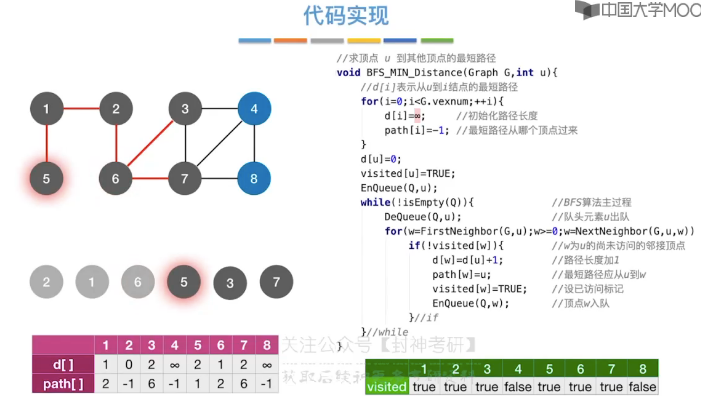 代码实现
中国大学MOO
1
2
3
4
5
6
7
8
2
1
6
5
3
7
//求顶点 u 到其他顶点的最短路径
void BFS_MIN_Distance(Graph G,int u){
//d[i]表示从u到i结点的最短路径
for(i=0;i<G.vexnum;++i){
d[i]=∞; //初始化路径长度
path[i]=-1; //最短路径从哪个顶点过来
}
d[u]=0;
visited[u]=TRUE;
EnQueue(Q,u);
while(!isEmpty(Q)){ //BFS算法主过程
DeQueue(Q,u); //队头元素u出队
for(w=FirstNeighbor(G,u);w>=0;w=NextNeighbor(G,u,w))
if(!visited[w]){ //w为u的尚未访问的邻接顶点
d[w]=d[u]+1; //路径长度加1
path[w]=u; //最短路径应从u到w
visited[w]=TRUE; //设已访问标记
EnQueue(Q,w); //顶点w入队
}//if
}//while
}
关注公众号【封神考研】
1 2 3 4 5 6 7 8
d[ ] 1 0 2 ∞ 1 2 ∞
path[ ] 2 -1 6 -1 1 2 6 -1
1 2 3 4 5 6 7 8
visited true true true false true true true false